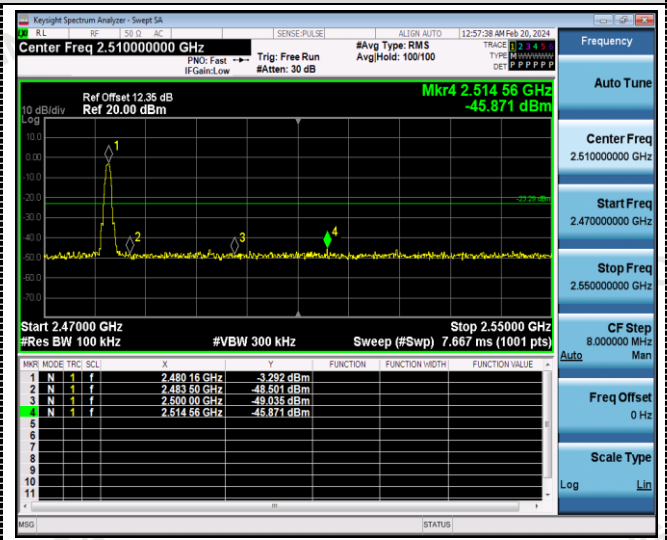 Keysight Spectrum Analyzer - Swept SA
RL RF 50 Ω AC SENSE:PULSE ALIGN AUTO 12:57:38 AM Feb 20, 2024
Center Freq 2.510000000 GHz #Avg Type: RMS TRACE 1 2 3 4 5 6
PNO: Fast Trig: Free Run Avg|Hold: 100/100 TYPE M WWWWW
IFGain:Low #Atten: 30 dB DET P P P P P P
Mkr4 2.514 56 GHz
-45.871 dBm
Ref Offset 12.35 dB
10 dB/div Ref 20.00 dBm
Log
10.0
0.00
-10.0
-20.0
-30.0
-40.0
-50.0
-60.0
-70.0
1
2
3
4
-23.29 dBm
Start 2.47000 GHz Stop 2.55000 GHz
#Res BW 100 kHz #VBW 300 kHz Sweep (#Swp) 7.667 ms (1001 pts)
MKR MODE TRC SCL X Y FUNCTION FUNCTION WIDTH FUNCTION VALUE
1 N 1 f 2.480 16 GHz -3.292 dBm
2 N 1 f 2.483 50 GHz -48.501 dBm
3 N 1 f 2.500 00 GHz -49.035 dBm
4 N 1 f 2.514 56 GHz -45.871 dBm
5
6
7
8
9
10
11
MSG STATUS
Frequency
Auto Tune
Center Freq
2.510000000 GHz
Start Freq
2.470000000 GHz
Stop Freq
2.550000000 GHz
CF Step
8.000000 MHz
Auto Man
Freq Offset
0 Hz
Scale Type
Log Lin